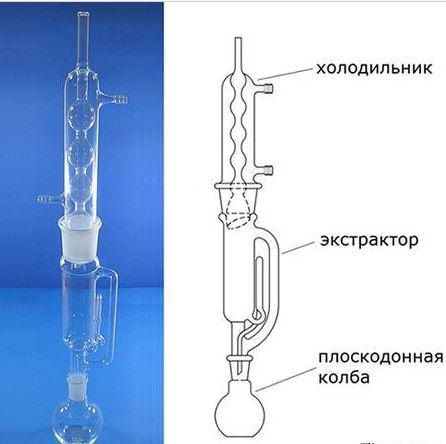 холодильник
экстрактор
плоскодонная
колба